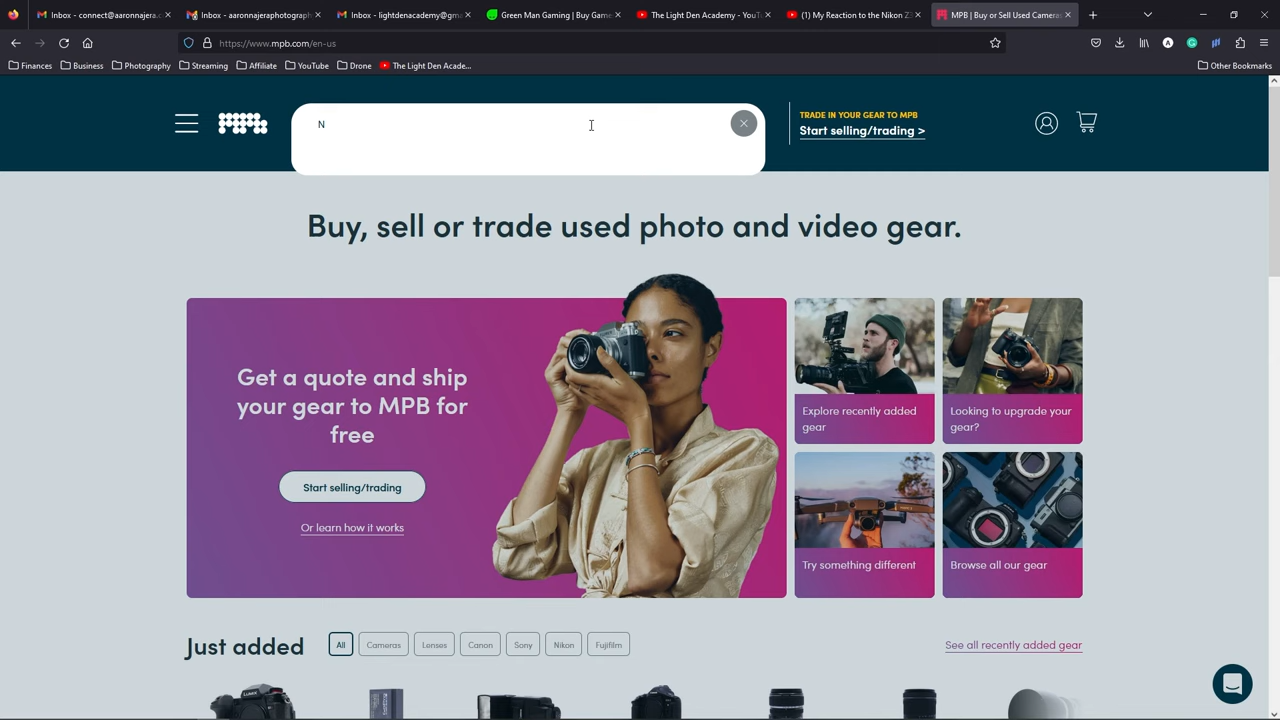 Inbox - connect@aaronnajera.c
Inbox - aaronnajeraphotograph
Inbox - lightdenacademy@gma
Green Man Gaming | Buy Game
The Light Den Academy - YouT
(1) My Reaction to the Nikon Z
MPB | Buy or Sell Used Camera
https://www.mpb.com/en-us
Finances
Business
Photography
Streaming
Affiliate
YouTube
Drone
The Light Den Acade...
Other Bookmarks
mpb
N
TRADE IN YOUR GEAR TO MPB
Start selling/trading >
Buy, sell or trade used photo and video gear.
Get a quote and ship
your gear to MPB for
free
Start selling/trading
Or learn how it works
Explore recently added
gear
Looking to upgrade your
gear?
Try something different
Browse all our gear
Just added
All
Cameras
Lenses
Canon
Sony
Nikon
Fujifilm
See all recently added gear
LUMIX